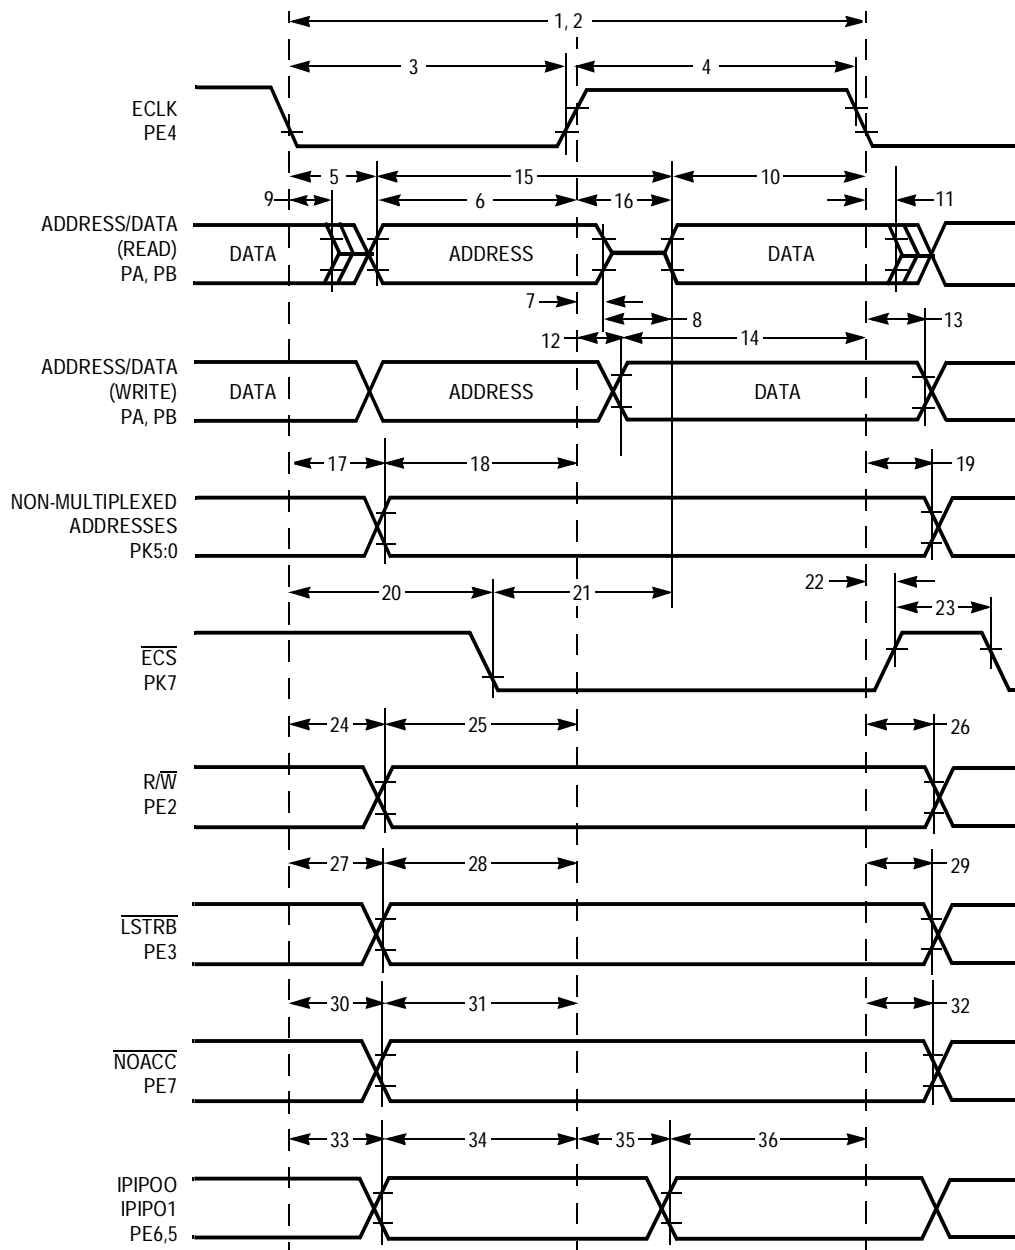 1, 2
3
4
ECLK
PE4
5
15
10
9
6
16
11
ADDRESS/DATA
(READ)
PA, PB
DATA
ADDRESS
DATA
7
8
13
12
14
ADDRESS/DATA
(WRITE)
PA, PB
DATA
ADDRESS
DATA
17
18
19
NON-MULTIPLEXED
ADDRESSES
PK5:0
20
21
22
23
ECS
PK7
24
25
26
R/W
PE2
27
28
29
LSTRB
PE3
30
31
32
NOACC
PE7
33
34
35
36
IPIPO0
IPIPO1
PE6,5